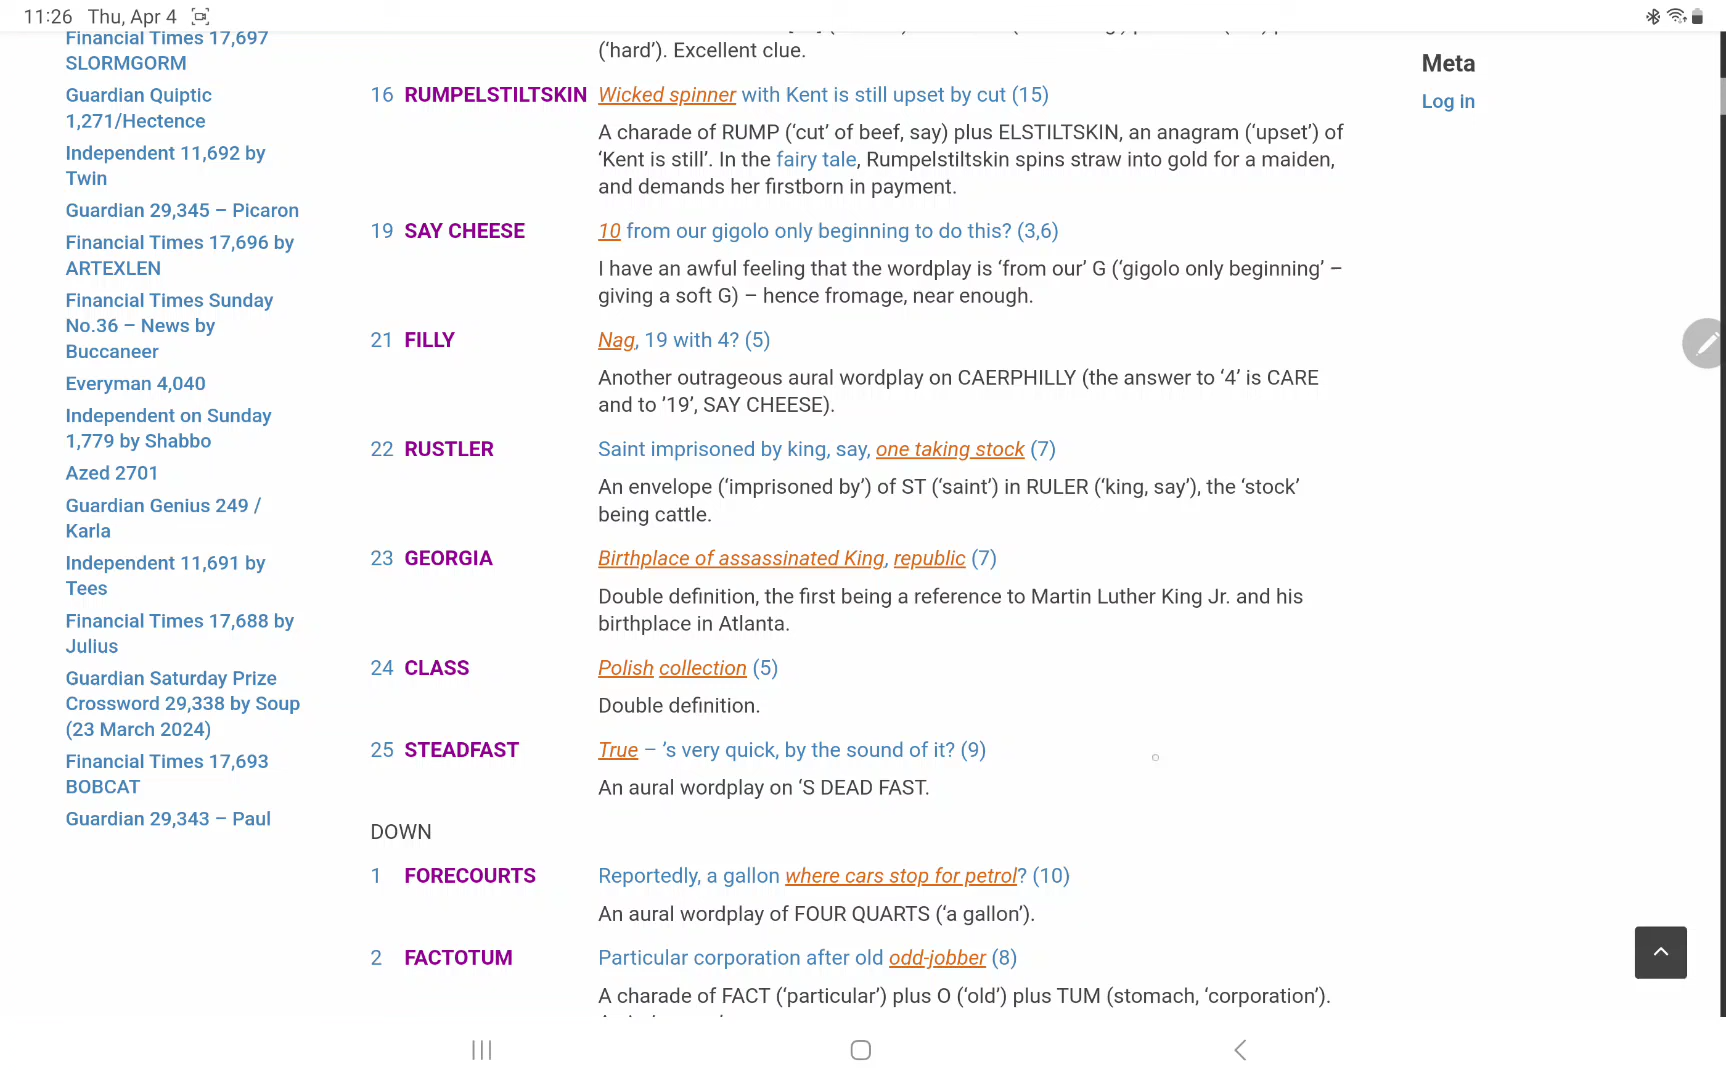 11:26 Thu, Apr 4
Financial Times 17,697
SLORMGORM
Guardian Quiptic
1,271/Hectence
Independent 11,692 by
Twin
Guardian 29,345 – Picaron
Financial Times 17,696 by
ARTEXLEN
Financial Times Sunday
No.36 – News by
Buccaneer
Everyman 4,040
Independent on Sunday
1,779 by Shabbo
Azed 2701
Guardian Genius 249 /
Karla
Independent 11,691 by
Tees
Financial Times 17,688 by
Julius
Guardian Saturday Prize
Crossword 29,338 by Soup
(23 March 2024)
Financial Times 17,693
BOBCAT
Guardian 29,343 – Paul
(‘hard’). Excellent clue.
16 RUMPELSTILTSKIN Wicked spinner with Kent is still upset by cut (15)
A charade of RUMP (‘cut’ of beef, say) plus ELSTILTSKIN, an anagram (‘upset’) of
‘Kent is still’. In the fairy tale, Rumpelstiltskin spins straw into gold for a maiden,
and demands her firstborn in payment.
19 SAY CHEESE 10 from our gigolo only beginning to do this? (3,6)
I have an awful feeling that the wordplay is ‘from our’ G (‘gigolo only beginning’ –
giving a soft G) – hence fromage, near enough.
21 FILLY Nag, 19 with 4? (5)
Another outrageous aural wordplay on CAERPHILLY (the answer to ‘4’ is CARE
and to ’19’, SAY CHEESE).
22 RUSTLER Saint imprisoned by king, say, one taking stock (7)
An envelope (‘imprisoned by’) of ST (‘saint’) in RULER (‘king, say’), the ‘stock’
being cattle.
23 GEORGIA Birthplace of assassinated King, republic (7)
Double definition, the first being a reference to Martin Luther King Jr. and his
birthplace in Atlanta.
24 CLASS Polish collection (5)
Double definition.
25 STEADFAST True – ’s very quick, by the sound of it? (9)
An aural wordplay on ‘S DEAD FAST.
DOWN
1 FORECOURTS Reportedly, a gallon where cars stop for petrol? (10)
An aural wordplay of FOUR QUARTS (‘a gallon’).
2 FACTOTUM Particular corporation after old odd-jobber (8)
A charade of FACT (‘particular’) plus O (‘old’) plus TUM (stomach, ‘corporation’).
Meta
Log in